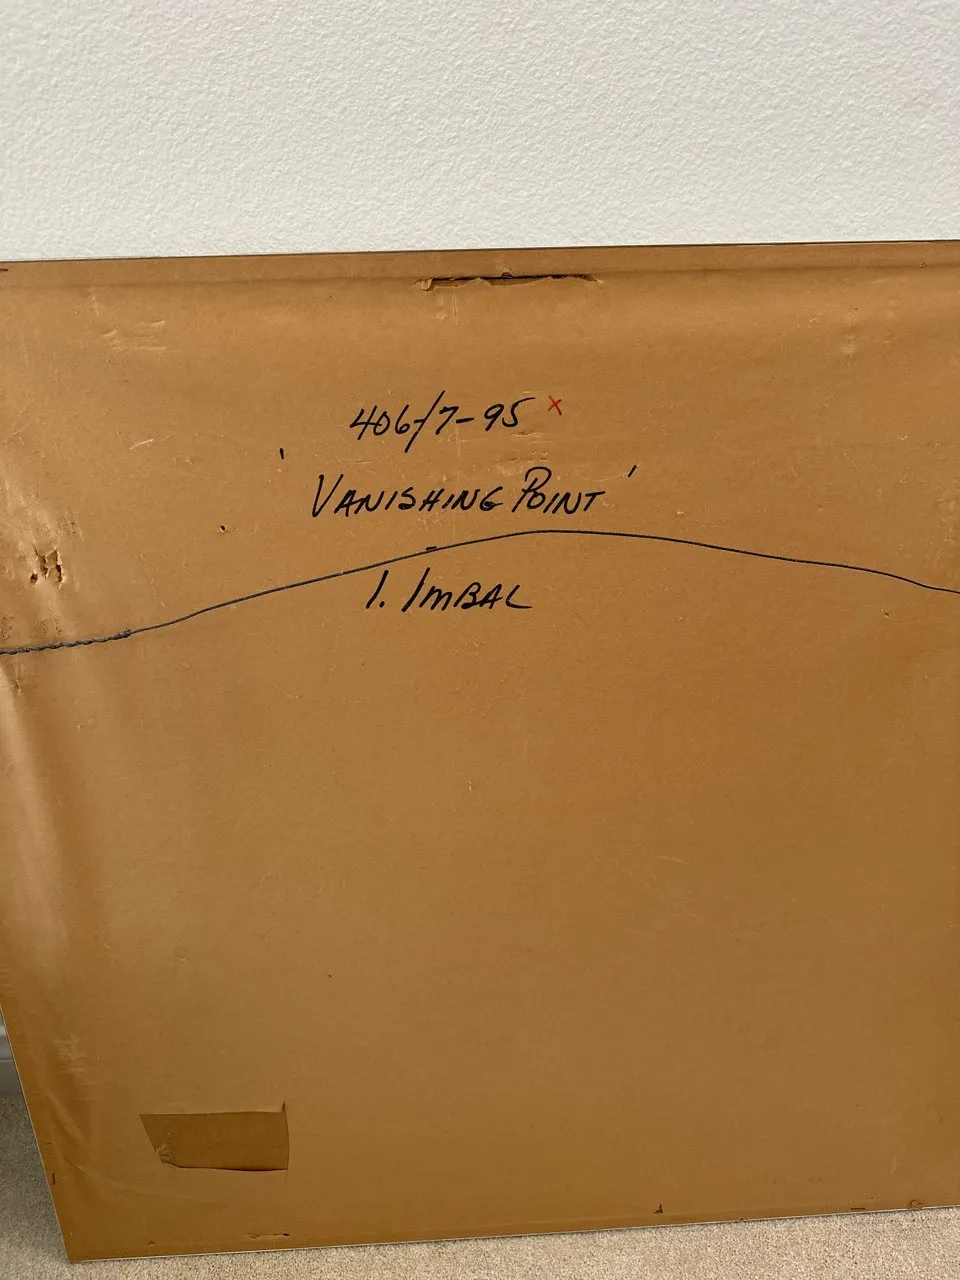 406/7-95 x
'VANISHING POINT'
I. IMBAL